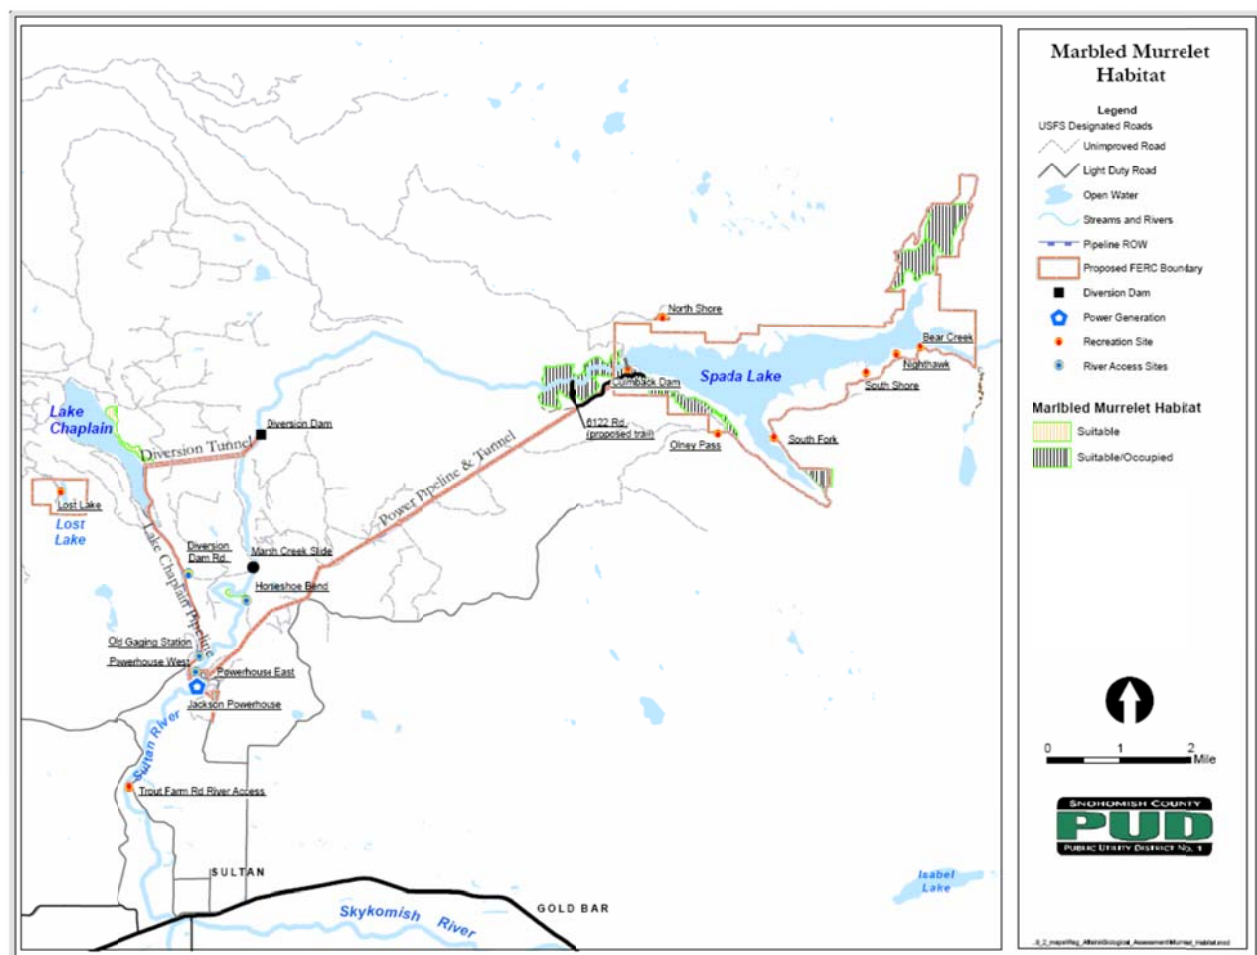 Marbled Murrelet
Habitat
Legend
USFS Designated Roads
Unimproved Road
Light Duty Road
Open Water
Streams and Rivers
Pipeline ROW
Proposed FERC Boundary
Diversion Dam
Power Generation
Recreation Site
River Access Sites
Marlbled Murrelet Habitat
Suitable
Suitable/Occupied
0 1 2
Mile
SNOHOMISH COUNTY
PUD
PUBLIC UTILITY DISTRICT NO. 1
North Shore
Bear Creek
Nighthawk
South Shore
Spada Lake
Culmback Dam
6122 Rd.
(proposed trail)
Olney Pass
South Fork
Lake
Chaplain
Diversion Dam
Diversion Tunnel
Power Pipeline & Tunnel
Lost Lake
Lost
Lake
Lake Chaplain Pipeline
Diversion
Dam Rd.
Marsh Creek Slide
Horseshoe Bend
Old Gaging Station
Powerhouse West
Powerhouse East
Jackson Powerhouse
Sultan River
Trout Farm Rd River Access
SULTAN
GOLD BAR
Skykomish River
Isabel
Lake